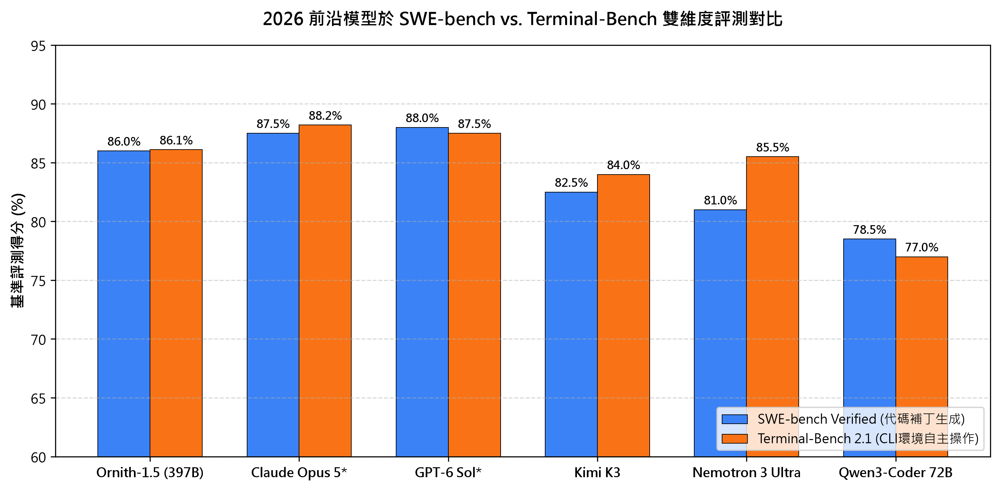 2026 前沿模型於 SWE-bench vs. Terminal-Bench 雙維度評測對比
基準評測得分 (%)
95
90
85
80
75
70
65
60
86.0%
86.1%
87.5%
88.2%
88.0%
87.5%
82.5%
84.0%
81.0%
85.5%
78.5%
77.0%
SWE-bench Verified (代碼補丁生成)
Terminal-Bench 2.1 (CLI環境自主操作)
Ornith-1.5 (397B)
Claude Opus 5*
GPT-6 Sol*
Kimi K3
Nemotron 3 Ultra
Qwen3-Coder 72B